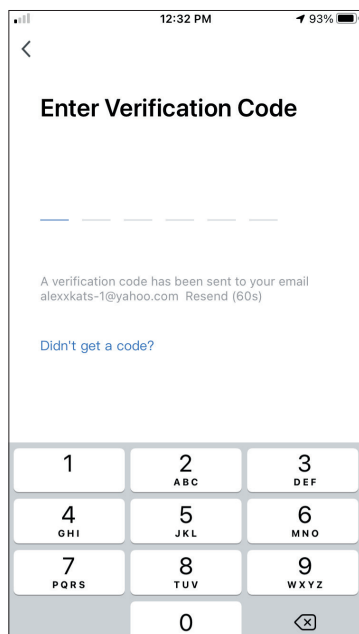 12:32 PM 93%
Enter Verification Code
A verification code has been sent to your email
alexxkats-1@yahoo.com Resend (60s)
Didn't get a code?
1 2 3
ABC DEF
4 5 6
GHI JKL MNO
7 8 9
PQRS TUV WXYZ
0